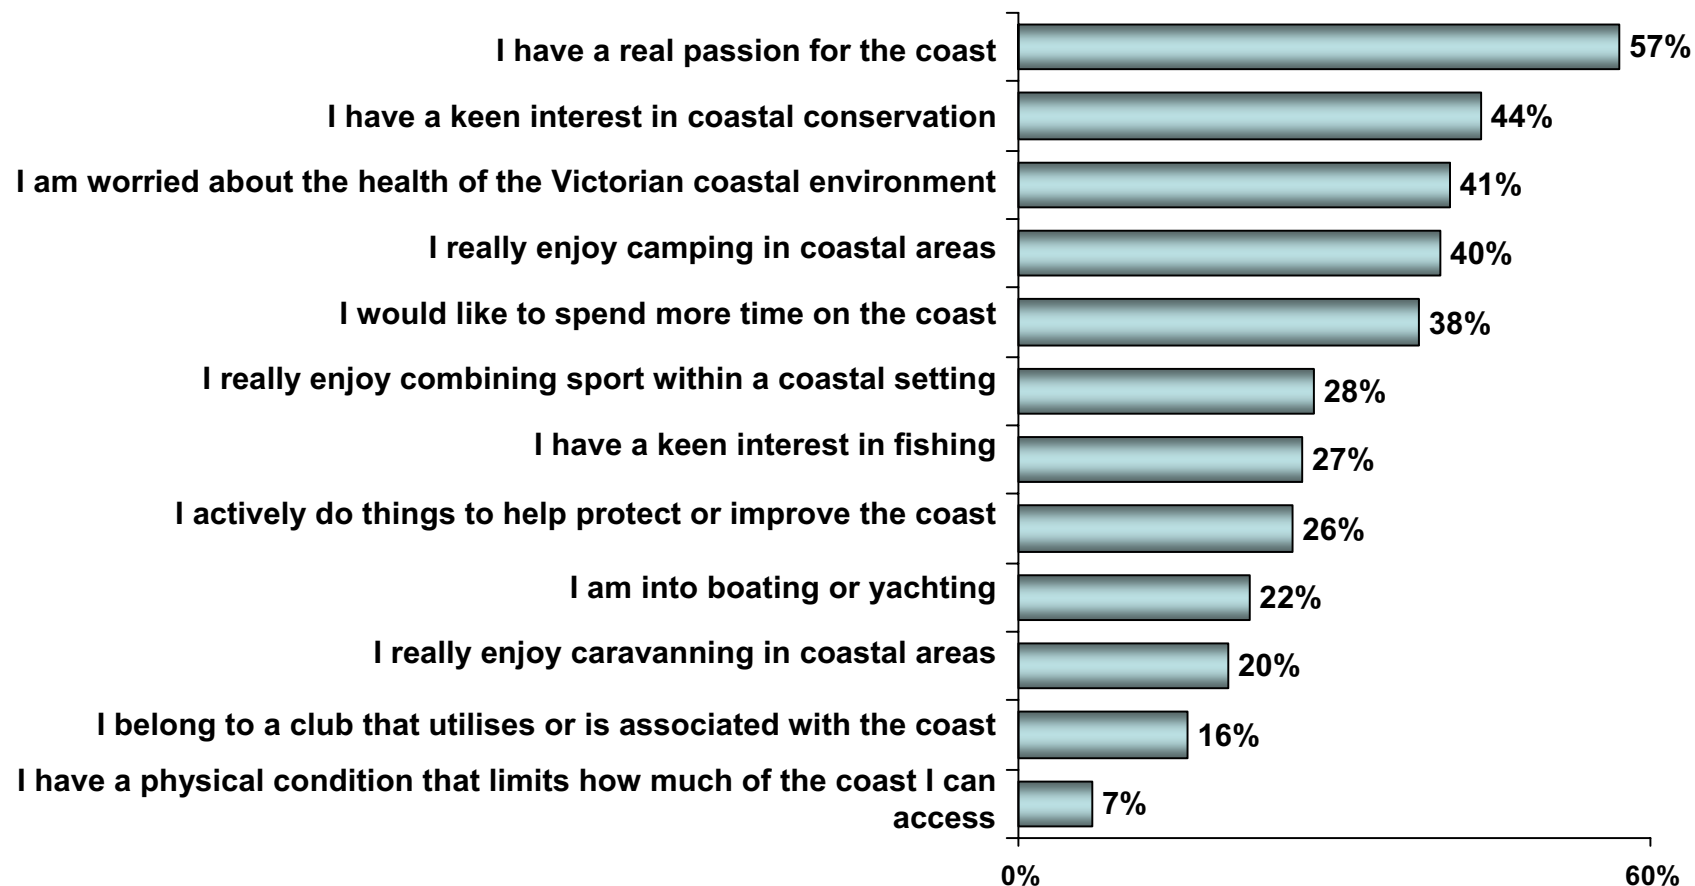 I have a real passion for the coast 57%
I have a keen interest in coastal conservation 44%
I am worried about the health of the Victorian coastal environment 41%
I really enjoy camping in coastal areas 40%
I would like to spend more time on the coast 38%
I really enjoy combining sport within a coastal setting 28%
I have a keen interest in fishing 27%
I actively do things to help protect or improve the coast 26%
I am into boating or yachting 22%
I really enjoy caravanning in coastal areas 20%
I belong to a club that utilises or is associated with the coast 16%
I have a physical condition that limits how much of the coast I can
access 7%
0% 60%